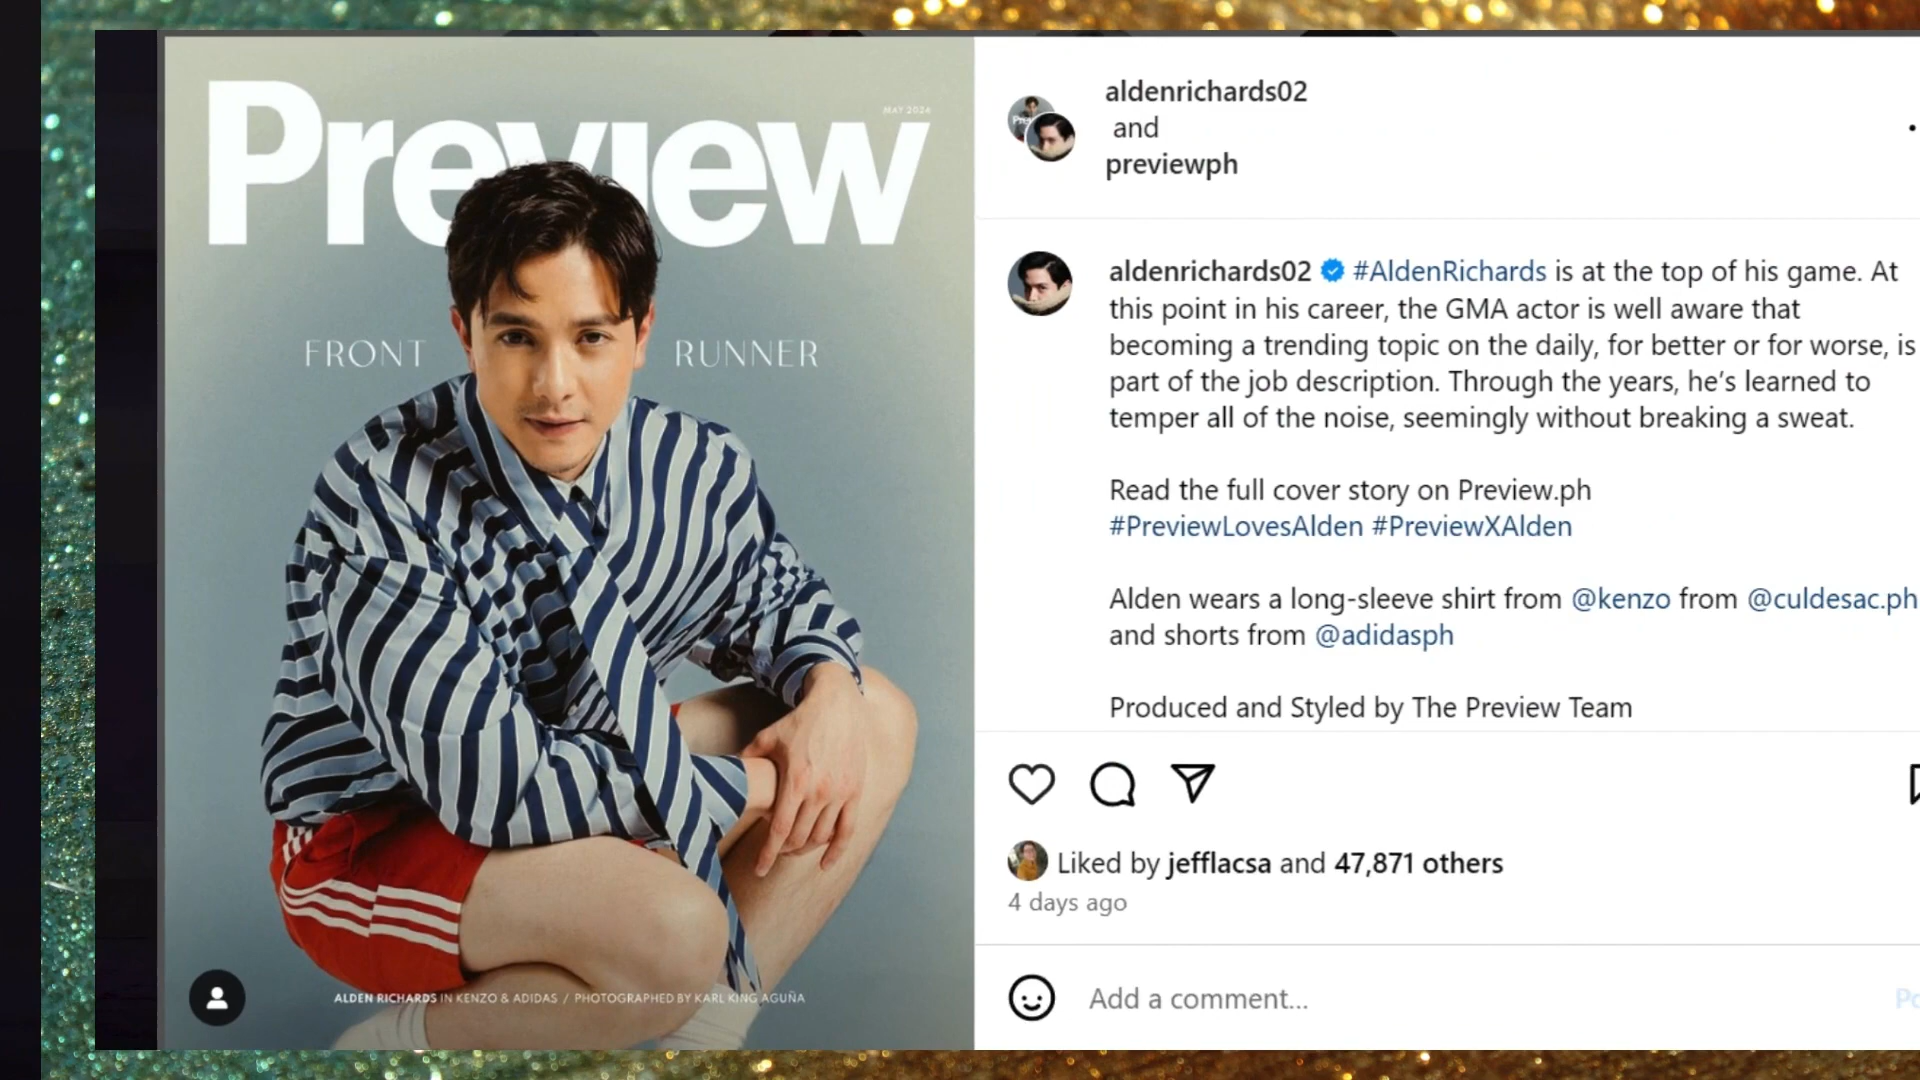 Preview
MAY 2024
FRONT RUNNER
ALDEN RICHARDS IN KENZO & ADIDAS / PHOTOGRAPHED BY KARL KING AGUÑA
aldenrichards02
and
previewph
aldenrichards02 #AldenRichards is at the top of his game. At
this point in his career, the GMA actor is well aware that
becoming a trending topic on the daily, for better or for worse, is
part of the job description. Through the years, he’s learned to
temper all of the noise, seemingly without breaking a sweat.
Read the full cover story on Preview.ph
#PreviewLovesAlden #PreviewXAlden
Alden wears a long-sleeve shirt from @kenzo from @culdesac.ph
and shorts from @adidasph
Produced and Styled by The Preview Team
Liked by jefflacsa and 47,871 others
4 days ago
Add a comment...